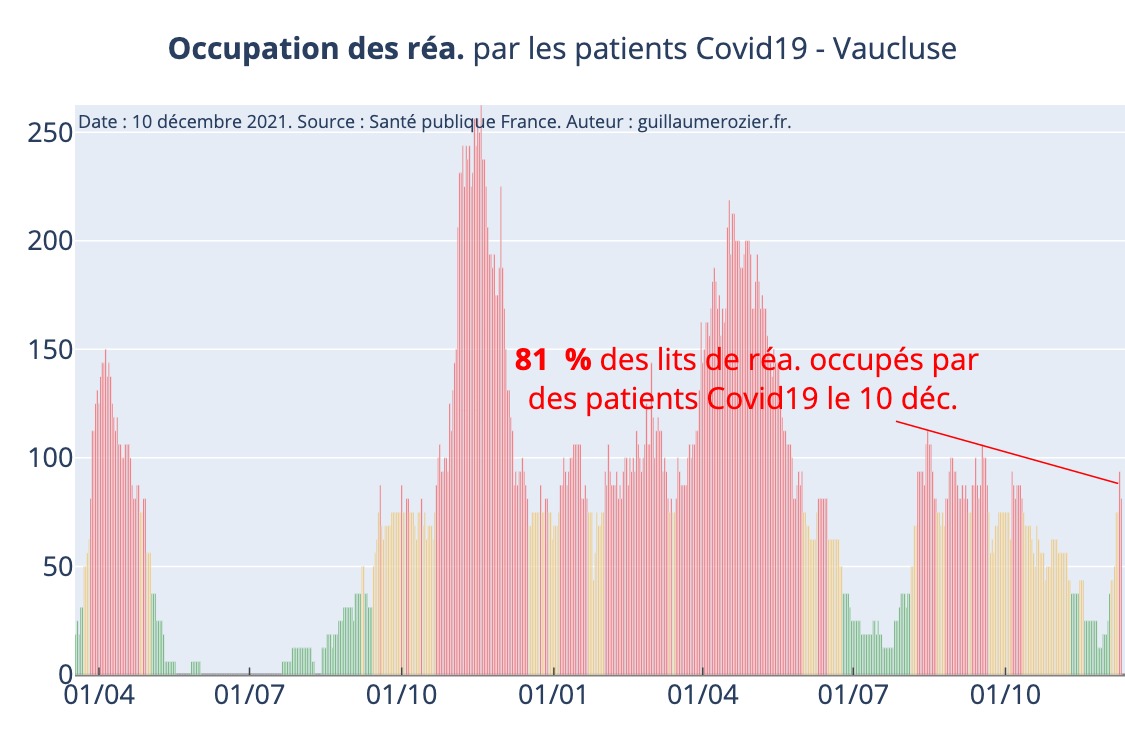 Occupation des réa. par les patients Covid19 - Vaucluse
Date : 10 décembre 2021. Source : Santé publique France. Auteur : guillaumerozier.fr.
250
200
150
100
50
0
81 % des lits de réa. occupés par
des patients Covid19 le 10 déc.
01/04 01/07 01/10 01/01 01/04 01/07 01/10